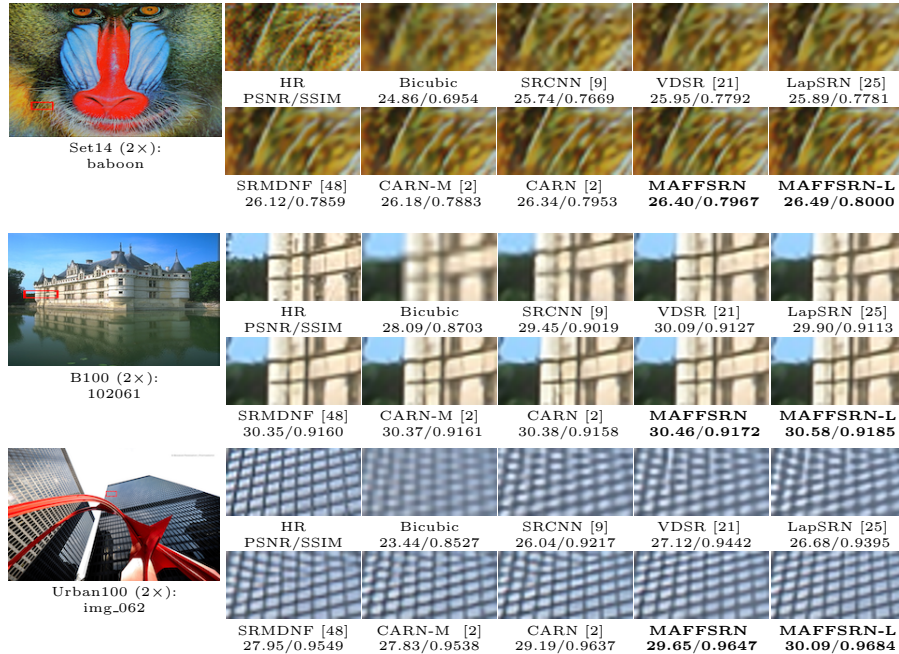 HR Bicubic SRCNN [9] VDSR [21] LapSRN [25]
PSNR/SSIM 24.86/0.6954 25.74/0.7669 25.95/0.7792 25.89/0.7781
Set14 (2×):
baboon
SRMDNF [48] CARN-M [2] CARN [2] MAFFSRN MAFFSRN-L
26.12/0.7859 26.18/0.7883 26.34/0.7953 26.40/0.7967 26.49/0.8000
HR Bicubic SRCNN [9] VDSR [21] LapSRN [25]
PSNR/SSIM 28.09/0.8703 29.45/0.9019 30.09/0.9127 29.90/0.9113
B100 (2×):
102061
SRMDNF [48] CARN-M [2] CARN [2] MAFFSRN MAFFSRN-L
30.35/0.9160 30.37/0.9161 30.38/0.9158 30.46/0.9172 30.58/0.9185
HR Bicubic SRCNN [9] VDSR [21] LapSRN [25]
PSNR/SSIM 23.44/0.8527 26.04/0.9217 27.12/0.9442 26.68/0.9395
Urban100 (2×):
img_062
SRMDNF [48] CARN-M [2] CARN [2] MAFFSRN MAFFSRN-L
27.95/0.9549 27.83/0.9538 29.19/0.9637 29.65/0.9647 30.09/0.9684